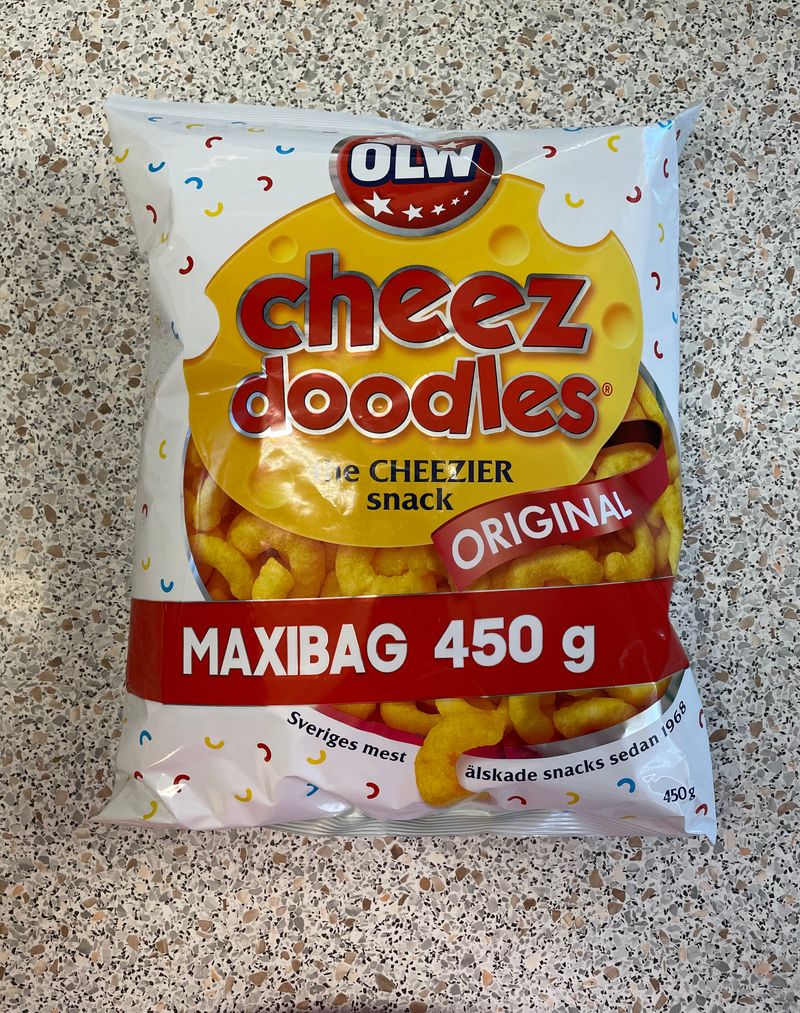 OLW
cheez
doodles®
the CHEEZIER
snack
ORIGINAL
MAXIBAG 450 g
Sveriges mest älskade snacks sedan 1968
450g